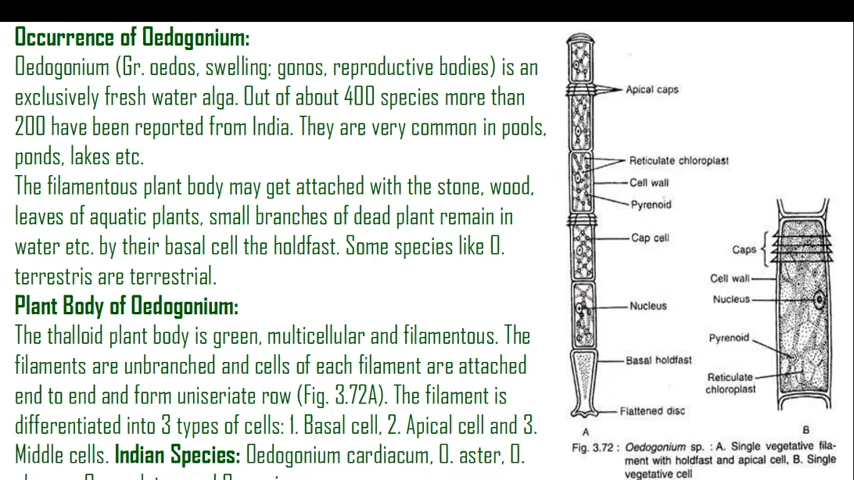 Occurrence of Oedogonium:
Oedogonium (Gr. oedos, swelling; gonos, reproductive bodies) is an
exclusively fresh water alga. Out of about 400 species more than
200 have been reported from India. They are very common in pools,
ponds, lakes etc.
The filamentous plant body may get attached with the stone, wood,
leaves of aquatic plants, small branches of dead plant remain in
water etc. by their basal cell the holdfast. Some species like O.
terrestris are terrestrial.
Plant Body of Oedogonium:
The thalloid plant body is green, multicellular and filamentous. The
filaments are unbranched and cells of each filament are attached
end to end and form uniseriate row (Fig. 3.72A). The filament is
differentiated into 3 types of cells: 1. Basal cell, 2. Apical cell and 3.
Middle cells. Indian Species: Oedogonium cardiacum, O. aster, O.
Apical caps
Reticulate chloroplast
Cell wall
Pyrenoid
Cap cell
Nucleus
Basal holdfast
Flattened disc
A
Caps
Cell wall
Nucleus
Pyrenoid
Reticulate
chloroplast
B
Fig. 3.72 : Oedogonium sp. : A. Single vegetative fila-
ment with holdfast and apical cell, B. Single
vegetative cell